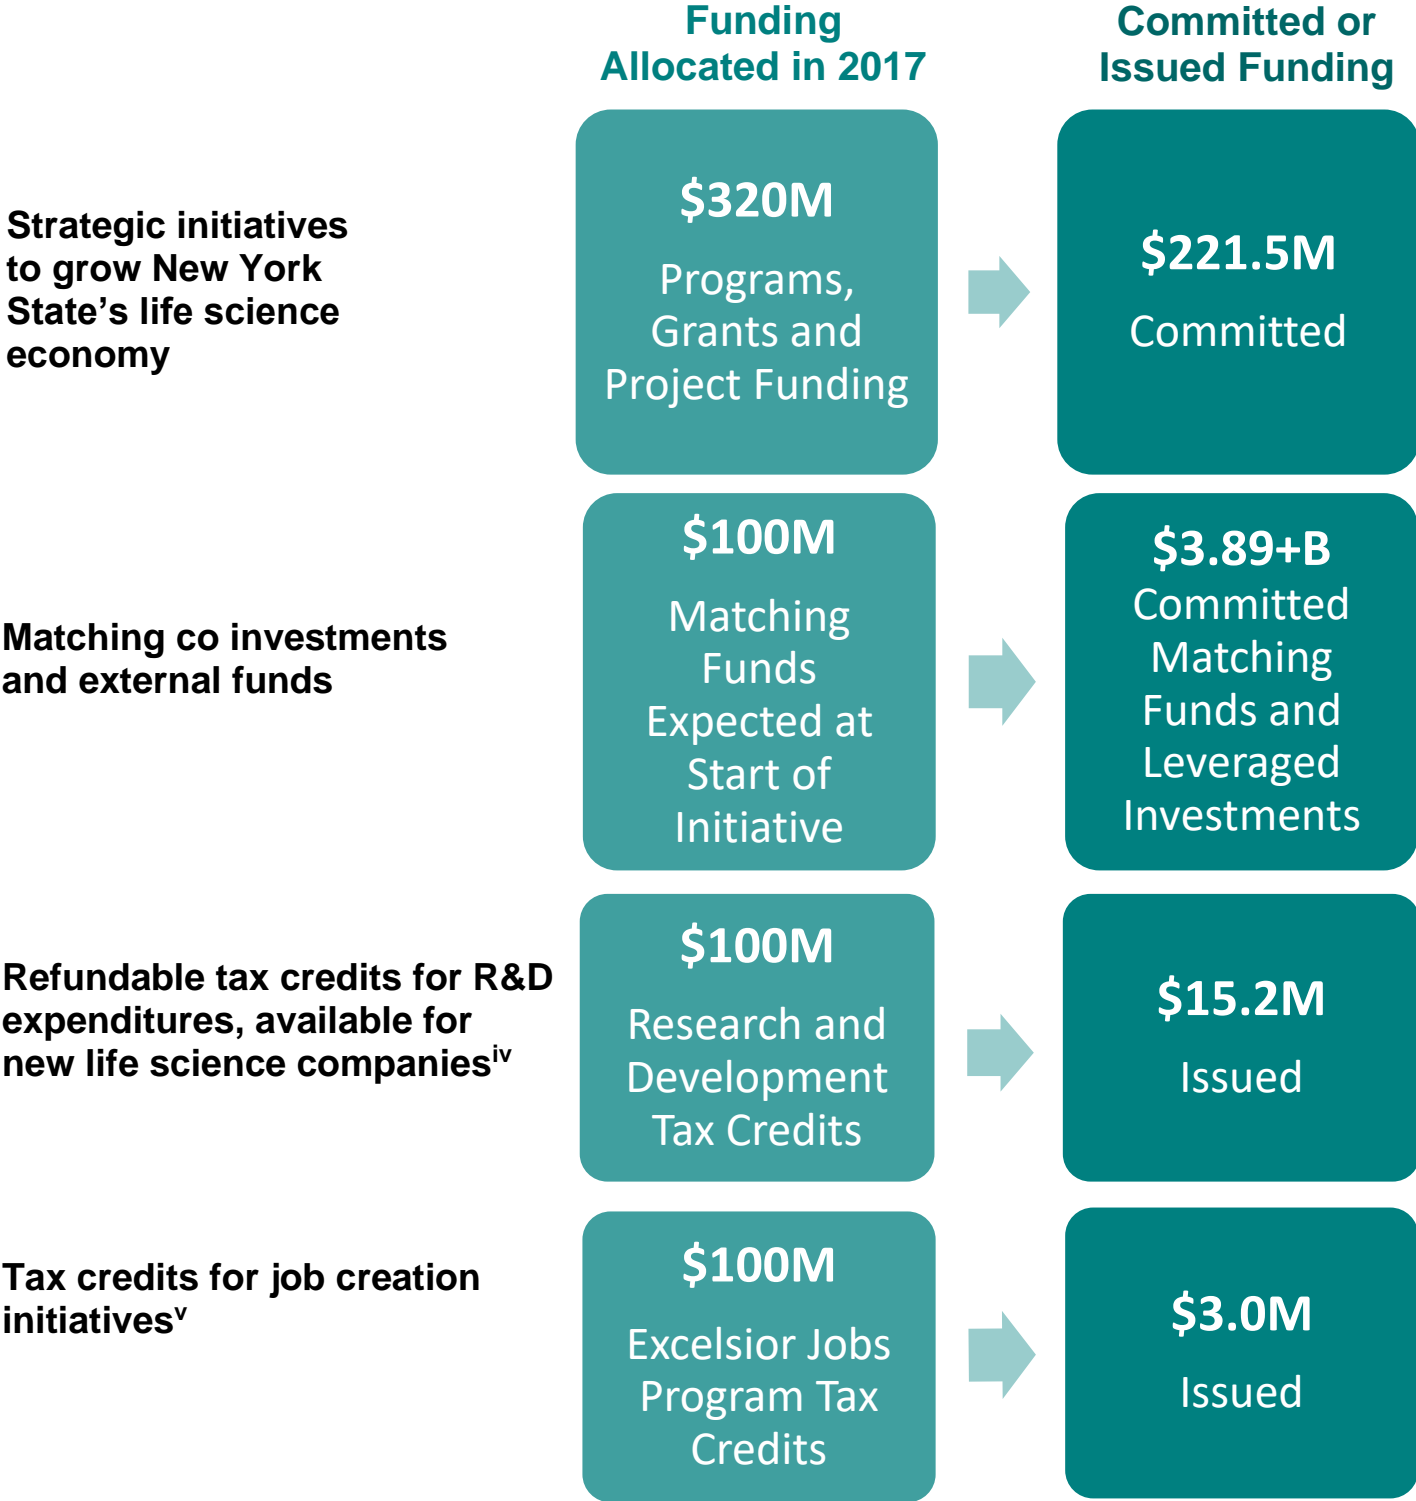 Funding
Allocated in 2017
Committed or
Issued Funding
Strategic initiatives
to grow New York
State’s life science
economy
$320M
Programs,
Grants and
Project Funding
$221.5M
Committed
Matching co investments
and external funds
$100M
Matching
Funds
Expected at
Start of
Initiative
$3.89+B
Committed
Matching
Funds and
Leveraged
Investments
Refundable tax credits for R&D
expenditures, available for
new life science companiesiv
$100M
Research and
Development
Tax Credits
$15.2M
Issued
Tax credits for job creation
initiativesv
$100M
Excelsior Jobs
Program Tax
Credits
$3.0M
Issued